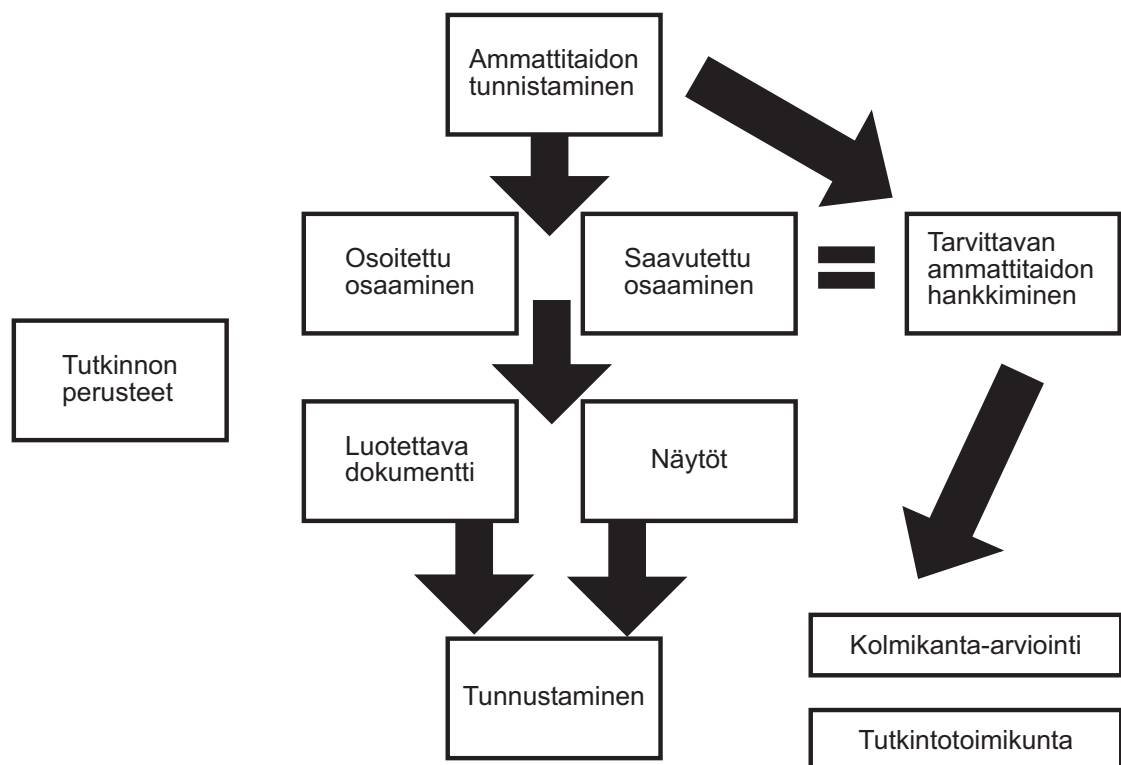 Ammattitaidon
tunnistaminen
Osoitettu
osaaminen
Saavutettu
osaaminen
=
Tarvittavan
ammattitaidon
hankkiminen
Tutkinnon
perusteet
Luotettava
dokumentti
Näytöt
Tunnustaminen
Kolmikanta-arviointi
Tutkintotoimikunta